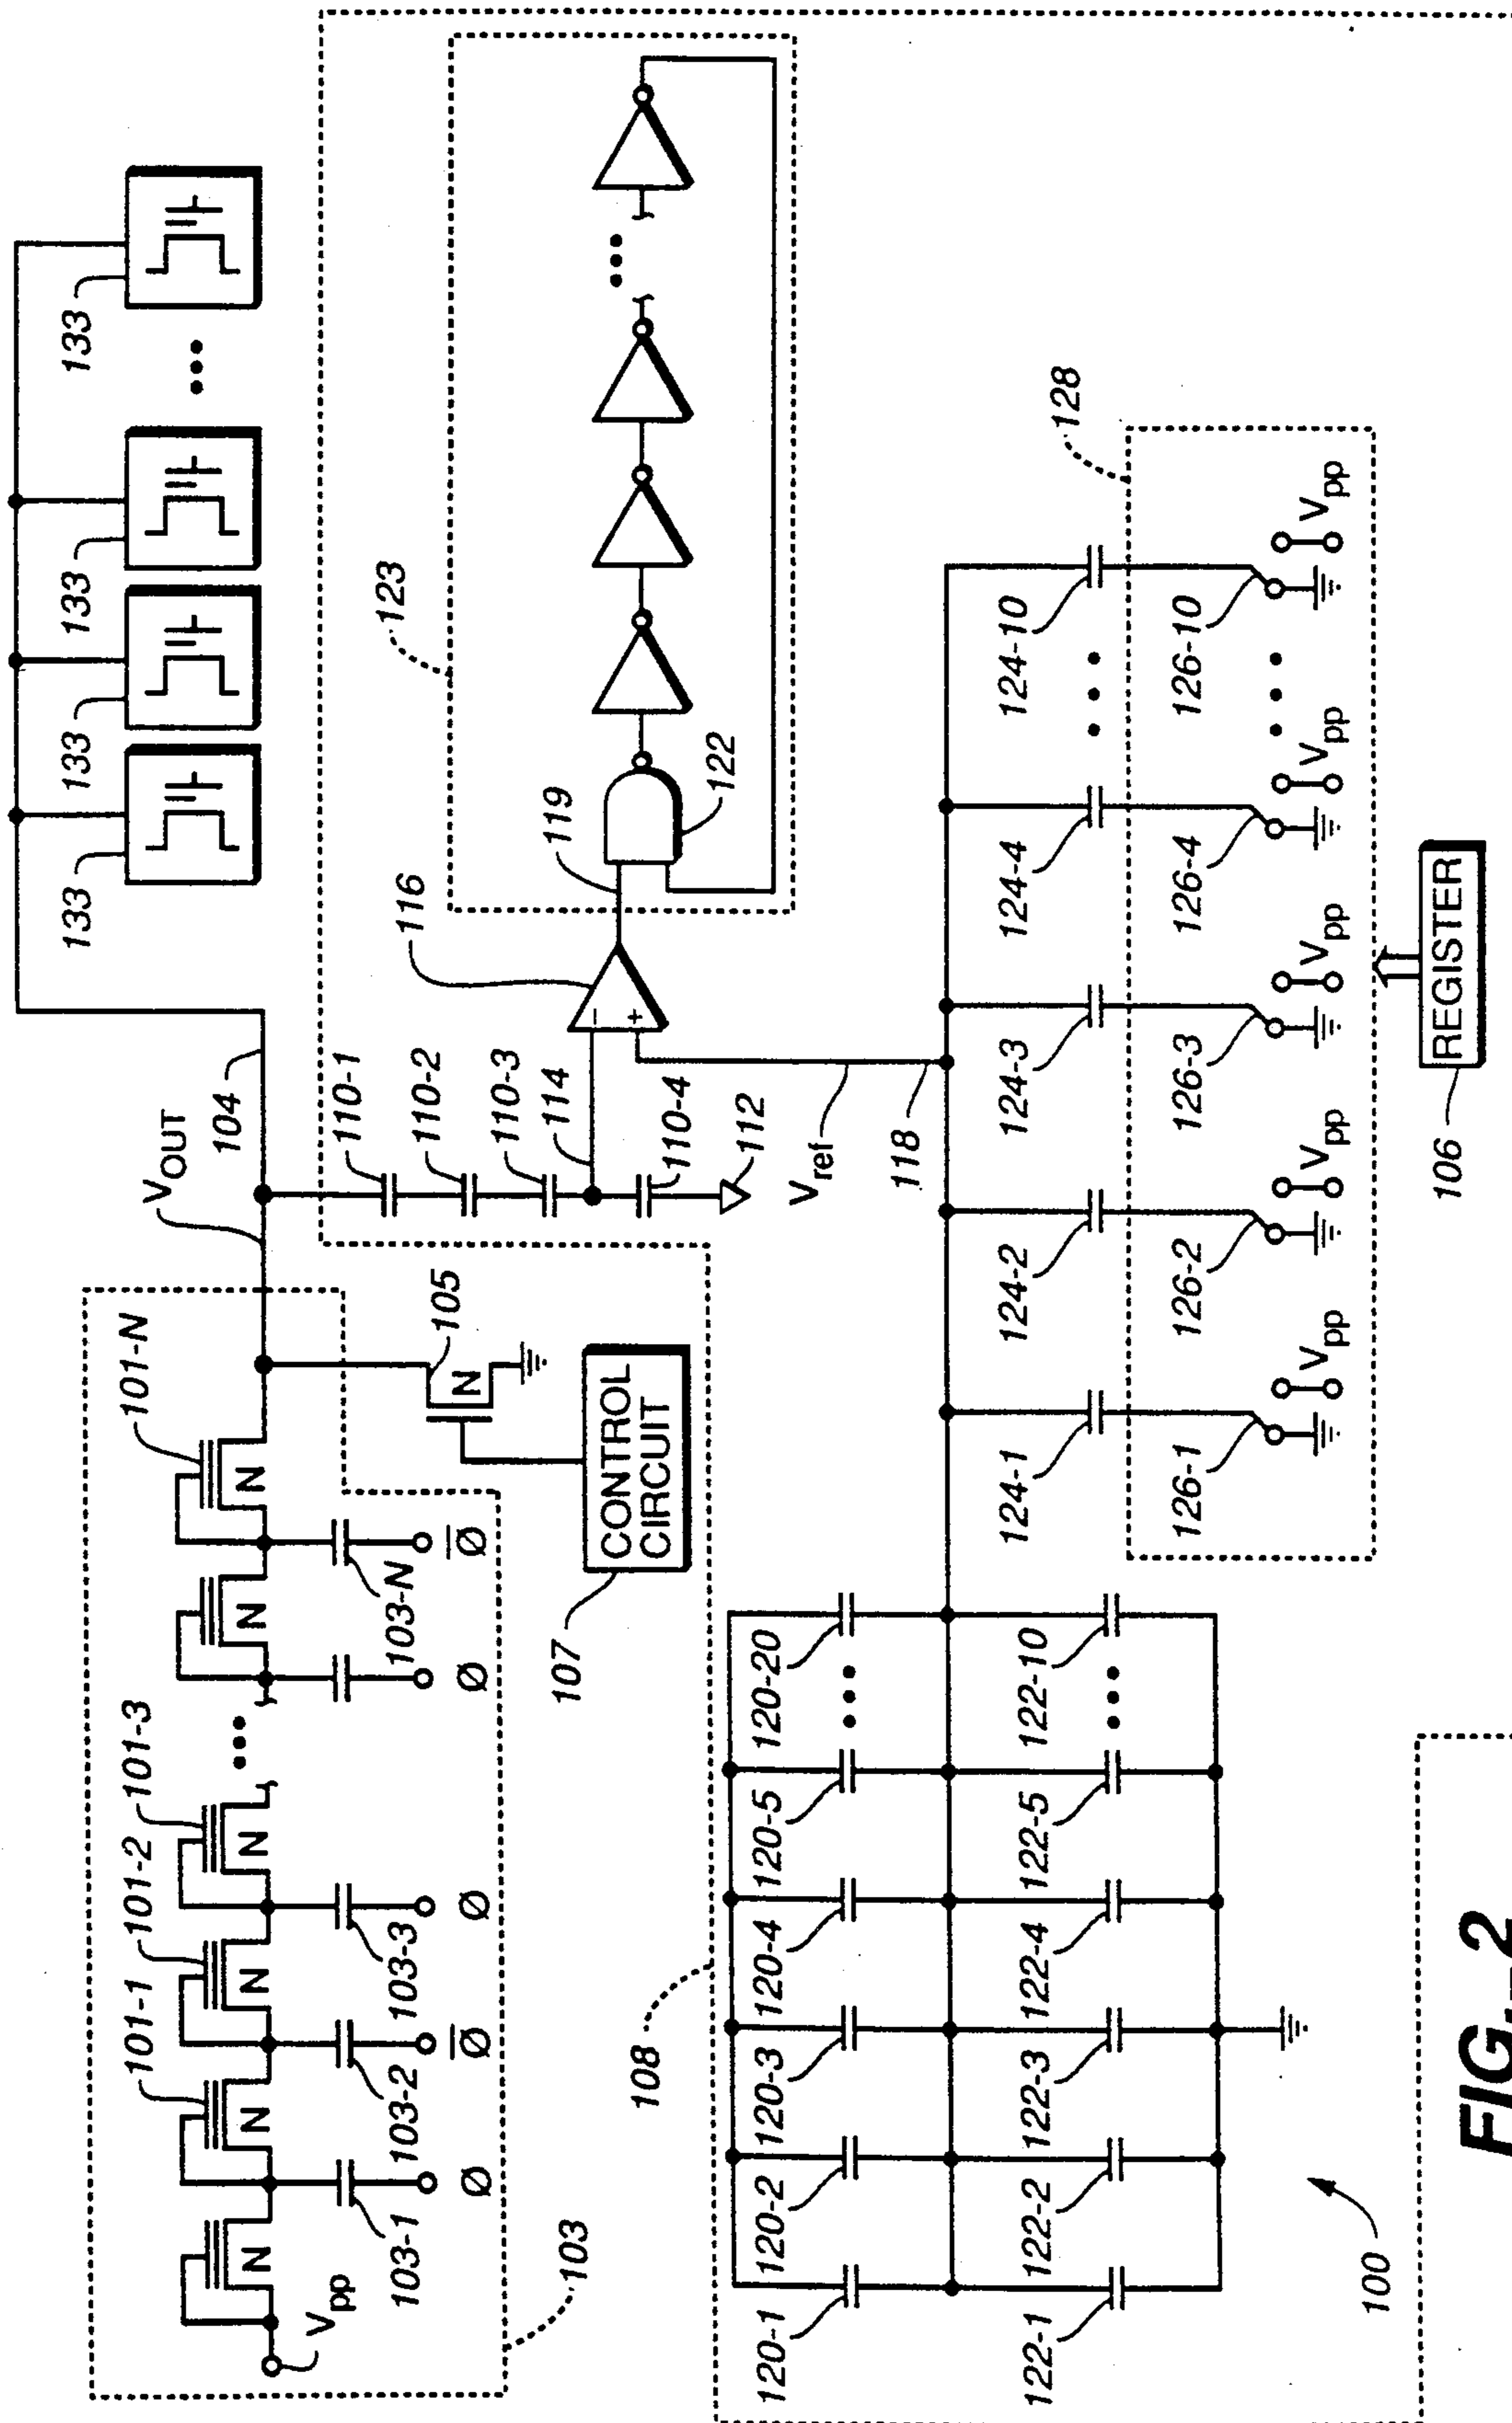 133
133
133
133
V_OUT
104
101-N
101-3
101-2
101-1
N
N
N
N
N
N
V_pp
103-1
103-2
103-3
103-N
Ø
Ø̅
Ø
Ø
Ø̅
103
105
N
CONTROL
CIRCUIT
107
110-1
110-2
110-3
114
110-4
112
116
−
+
119
122
123
V_ref
118
108
120-1
120-2
120-3
120-4
120-5
120-20
122-1
122-2
122-3
122-4
122-5
122-10
124-1
124-2
124-3
124-4
124-10
126-1
126-2
126-3
126-4
126-10
V_pp
V_pp
V_pp
V_pp
V_pp
128
REGISTER
106
100
FIG.-2